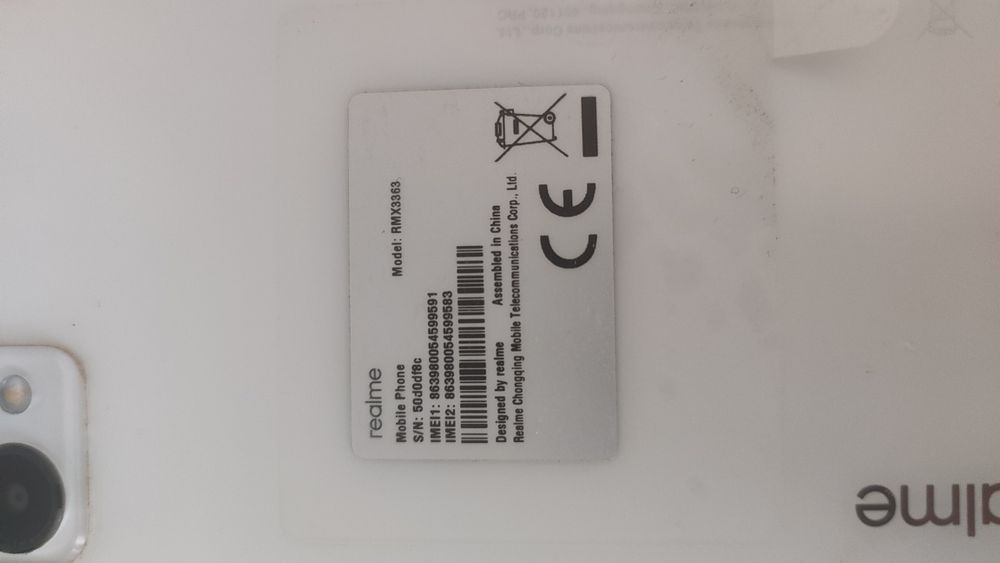 realme
Mobile Phone Model: RMX3363
S/N: 50d0df8c
IMEI1: 863980054599591
IMEI2: 863980054599583
Designed by realme Assembled in China
Realme Chongqing Mobile Telecommunications Corp., Ltd.
CE
alme